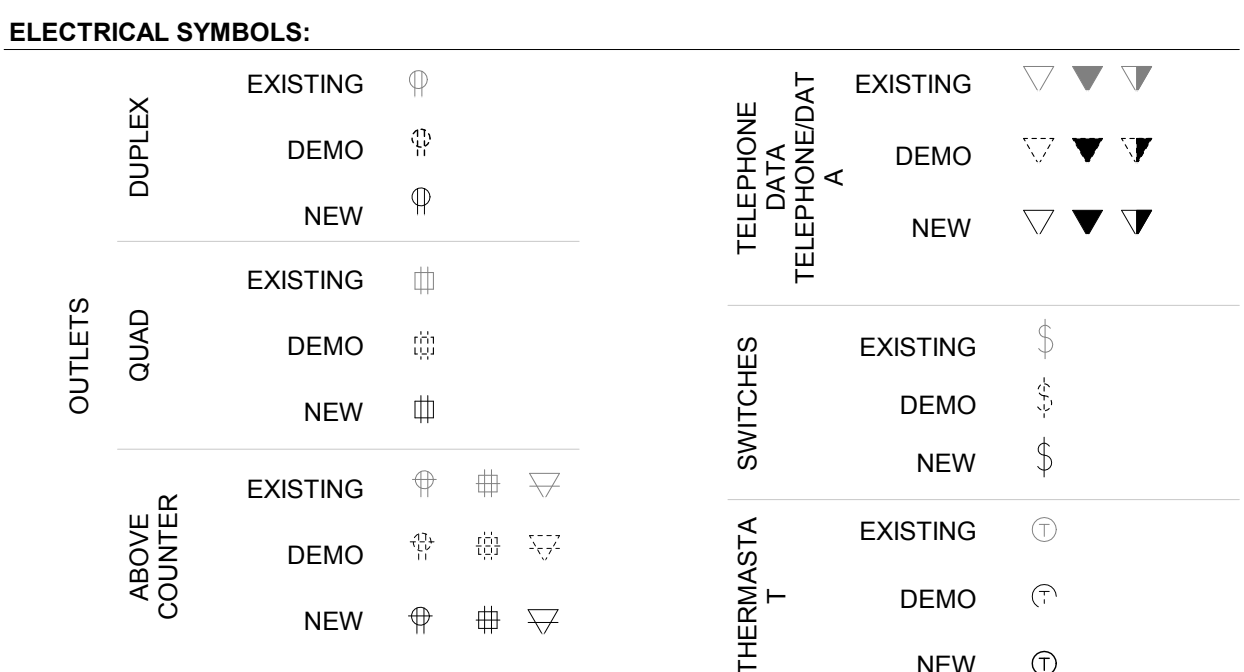 ELECTRICAL SYMBOLS:
OUTLETS
DUPLEX
EXISTING
DEMO
NEW
QUAD
EXISTING
DEMO
NEW
ABOVE
COUNTER
EXISTING
DEMO
NEW
TELEPHONE
DATA
TELEPHONE/DAT
A
EXISTING
DEMO
NEW
SWITCHES
EXISTING
$
DEMO
$
NEW
$
THERMASTA
T
EXISTING
T
DEMO
T
NEW
T